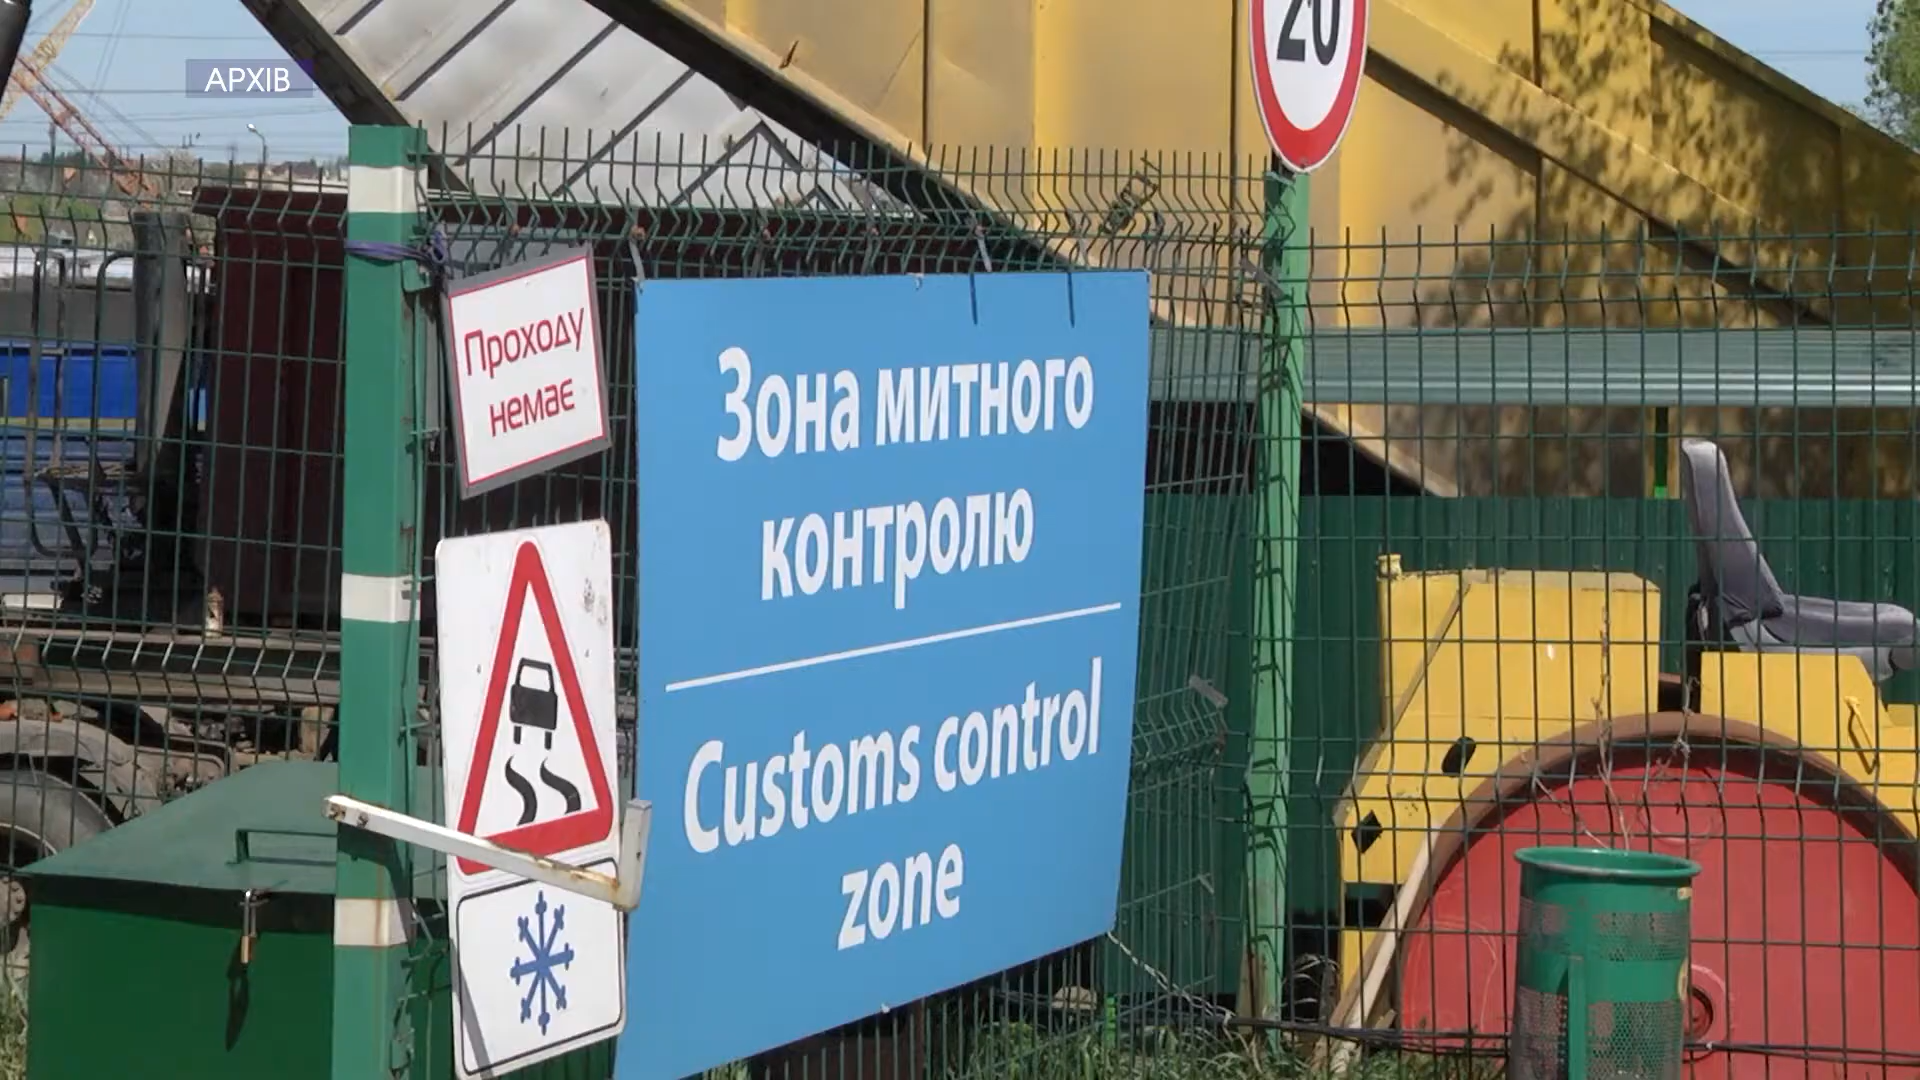 АРХІВ
20
Проходу
немає
Зона митного
контролю
Customs control
zone